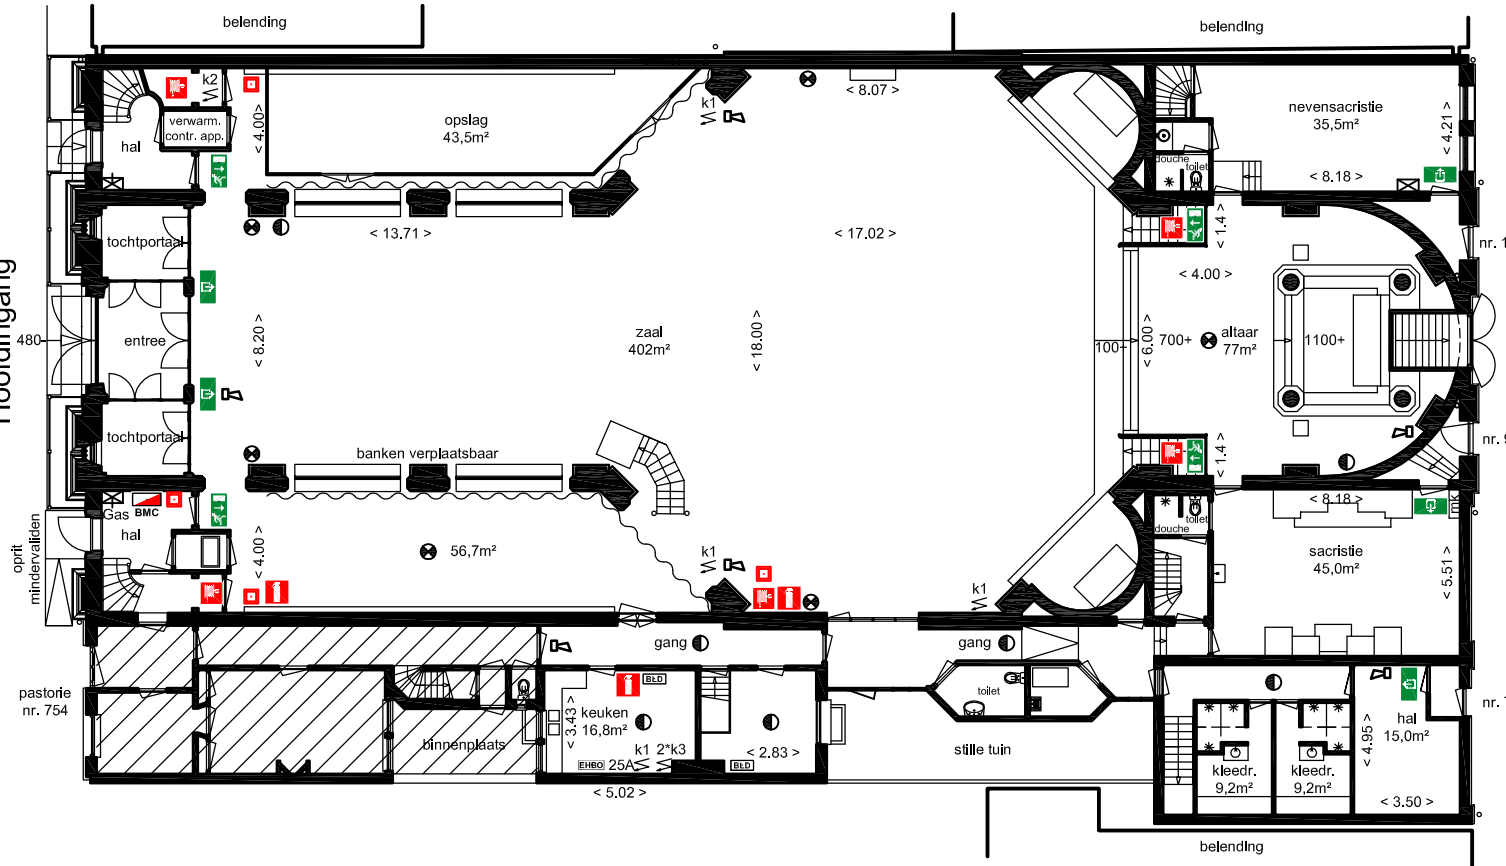 belending
belending
k2
verwarm.
contr. app.
hal
< 4.00>
opslag
43,5m²
k1
< 8.07 >
nevensacristie
35,5m²
< 4.21 >
douche
toilet
< 8.18 >
tochtportaal
< 13.71 >
< 17.02 >
< 1.4 >
< 4.00 >
nr. 1
Hoofdingang
480
entree
< 8.20 >
zaal
402m²
< 18.00 >
100+
< 6.00 >
700+
altaar
77m²
1100+
tochtportaal
banken verplaatsbaar
< 1.4 >
nr. 9
Gas
BMC
hal
oprit
mindervaliden
< 4.00 >
56,7m²
k1
k1
douche
toilet
< 8.18 >
mk
sacristie
45,0m²
< 5.51 >
gang
gang
pastorie
nr. 754
binnenplaats
BLD
< 3.43 >
keuken
16,8m²
k1 2*k3
EHBO 25A
< 2.83 >
BLD
< 5.02 >
toilet
stille tuin
kleedr.
9,2m²
kleedr.
9,2m²
< 4.95 >
hal
15,0m²
< 3.50 >
belending